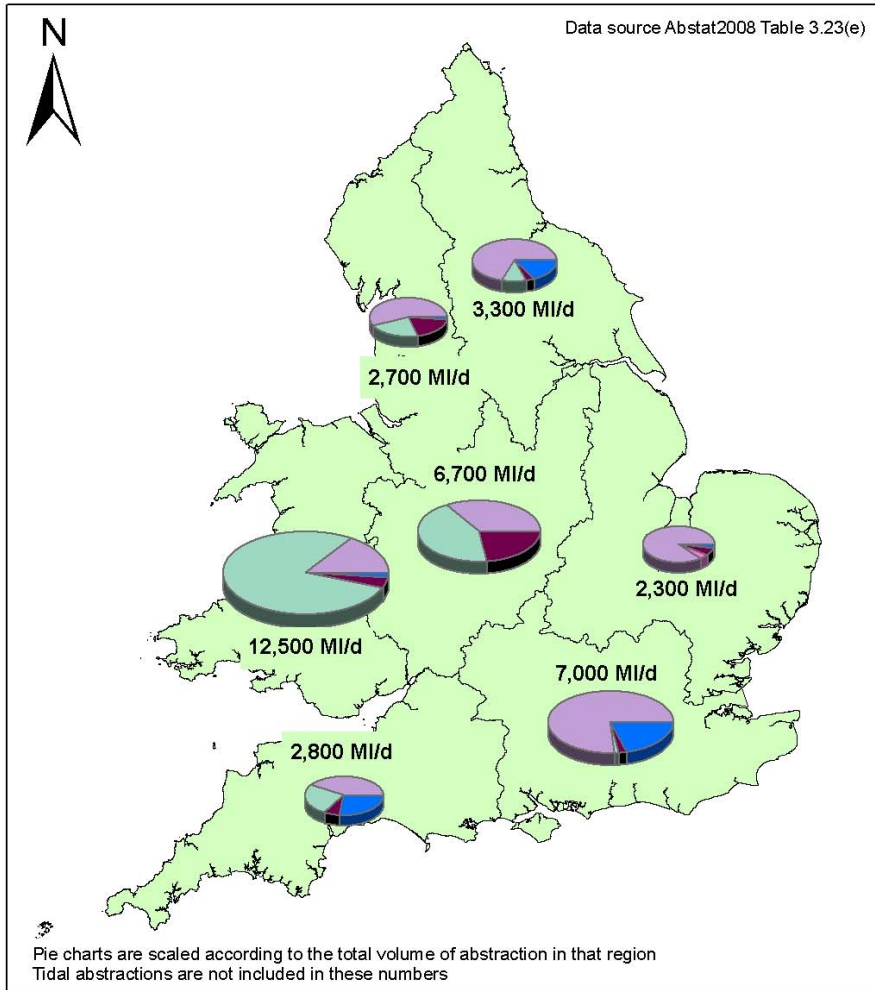 N
Data source Abstat2008 Table 3.23(e)
3,300 Ml/d
2,700 Ml/d
6,700 Ml/d
2,300 Ml/d
12,500 Ml/d
7,000 Ml/d
2,800 Ml/d
Pie charts are scaled according to the total volume of abstraction in that region
Tidal abstractions are not included in these numbers